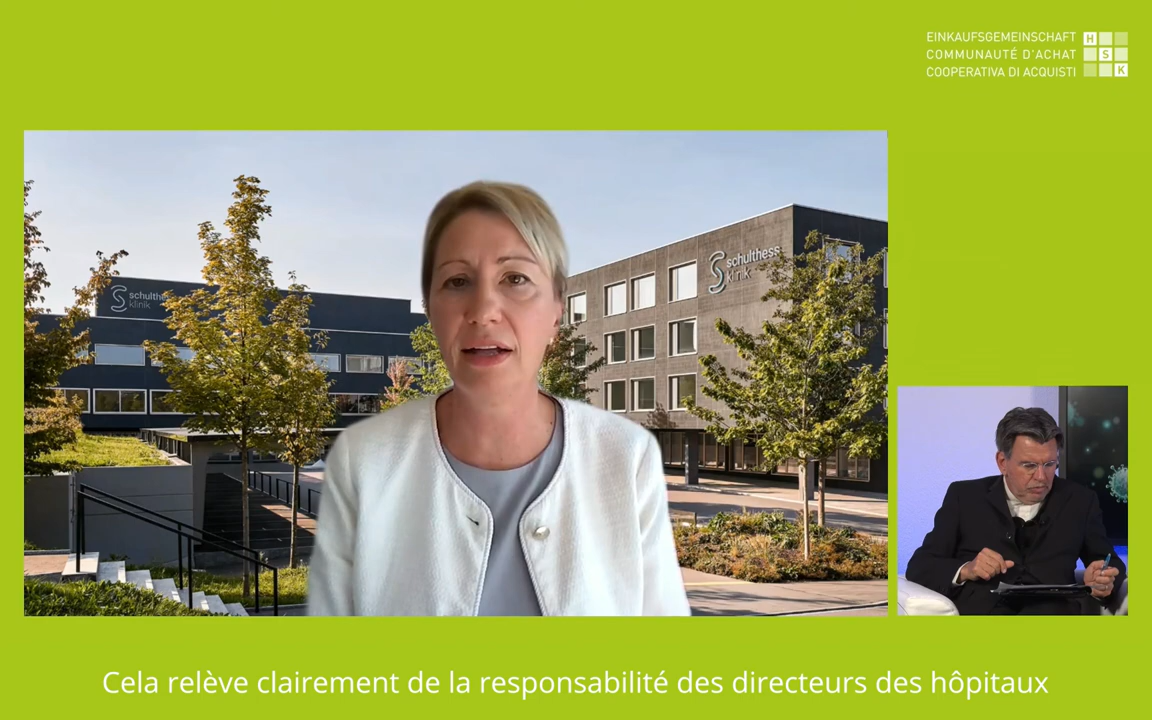 EINKAUFSGEMEINSCHAFT H
COMMUNAUTÉ D'ACHAT S
COOPERATIVA DI ACQUISTI K
schulthess
klinik
schulthe
klinik
Cela relève clairement de la responsabilité des directeurs des hôpitaux